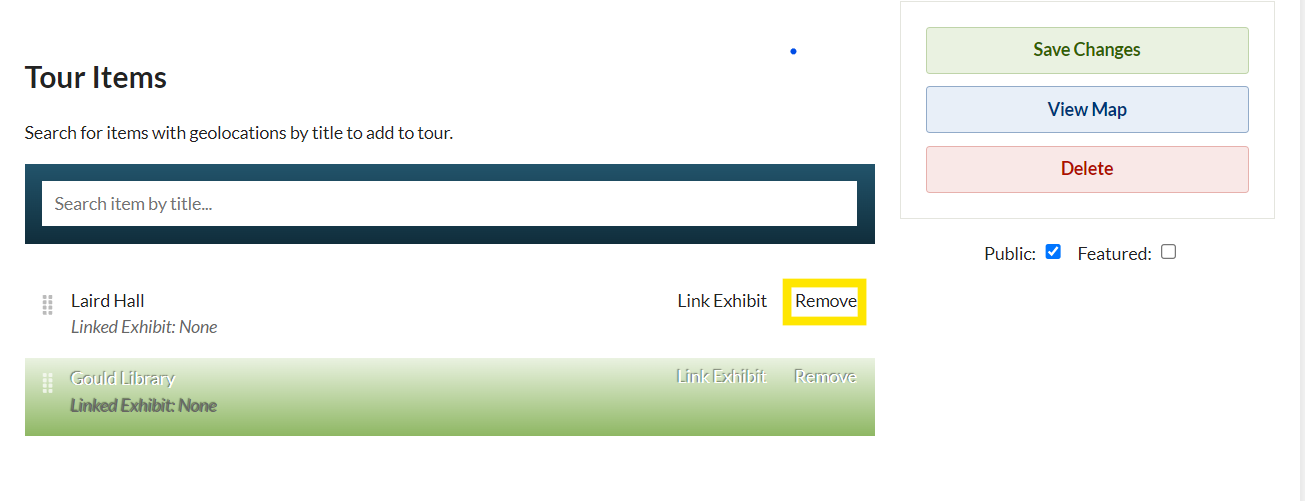 Tour Items
Search for items with geolocations by title to add to tour.
Search item by title...
Laird Hall
Link Exhibit Remove
Linked Exhibit: None
Gould Library
Link Exhibit Remove
Linked Exhibit: None
Save Changes
View Map
Delete
Public: Featured: